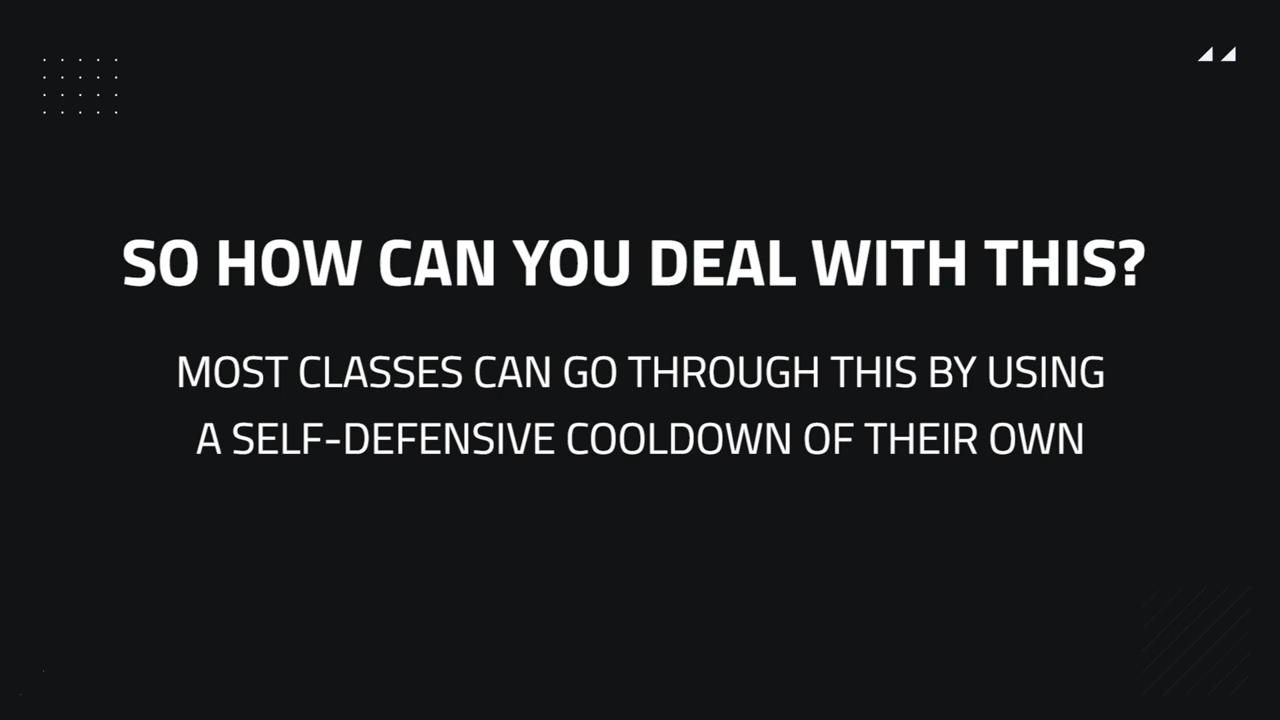 SO HOW CAN YOU DEAL WITH THIS?
MOST CLASSES CAN GO THROUGH THIS BY USING
A SELF-DEFENSIVE COOLDOWN OF THEIR OWN